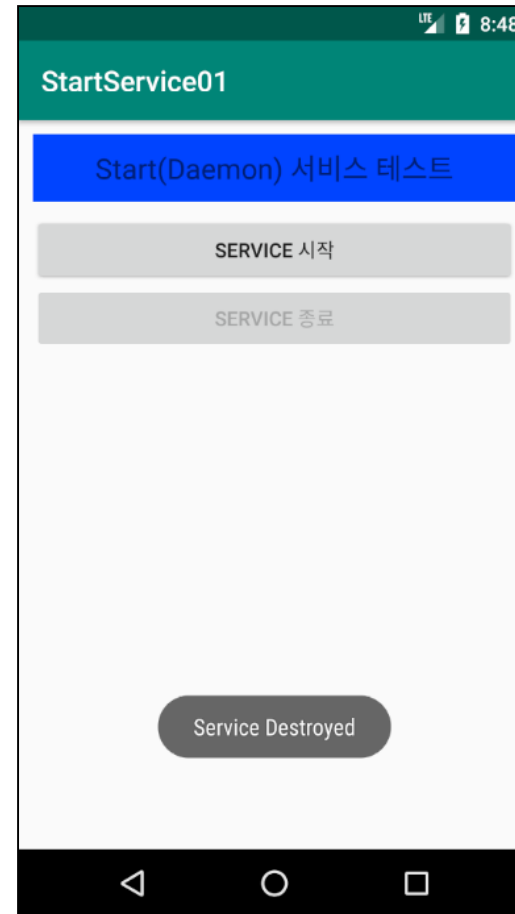 LTE 8:48
StartService01
Start(Daemon) 서비스 테스트
SERVICE 시작
SERVICE 종료
Service Destroyed